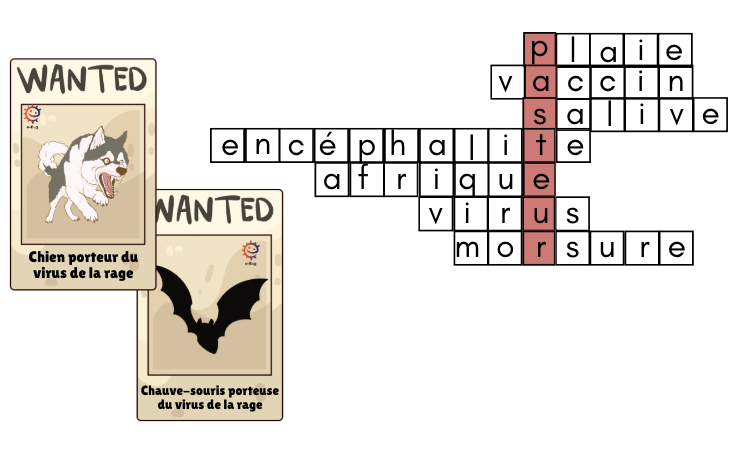 WANTED
Chien porteur du
virus de la rage
WANTED
Chauve-souris porteuse
du virus de la rage
plaie
vaccin
salive
encéphalite
afrique
virus
morsure